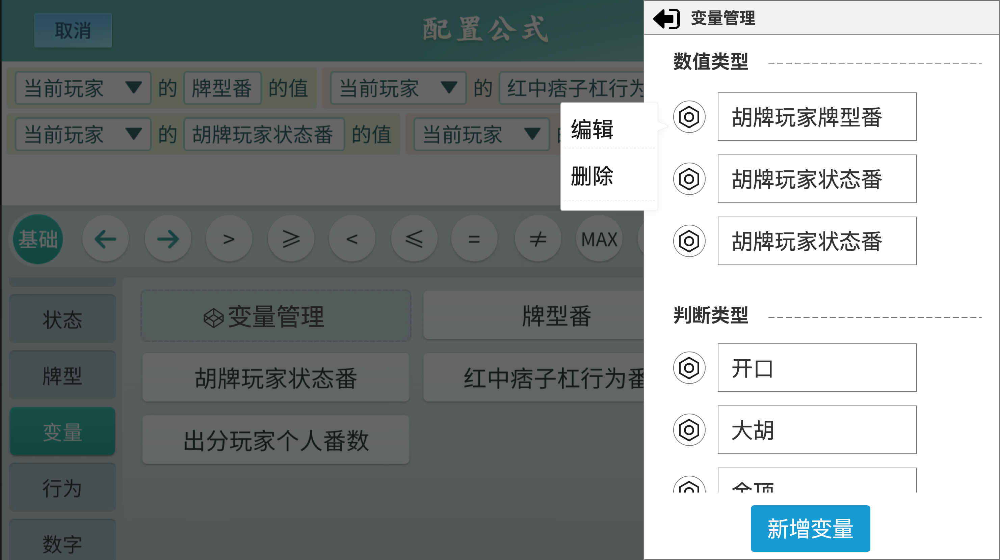 取消
配置公式
当前玩家 的 牌型番 的值 当前玩家 的 红中痞子杠行为
当前玩家 的 胡牌玩家状态番 的值 当前玩家
基础 ← → > ≥ < ≤ = ≠ MAX
状态
牌型
变量
行为
数字
变量管理
牌型番
胡牌玩家状态番
红中痞子杠行为番
出分玩家个人番数
编辑
删除
变量管理
数值类型
胡牌玩家牌型番
胡牌玩家状态番
胡牌玩家状态番
判断类型
开口
大胡
新增变量